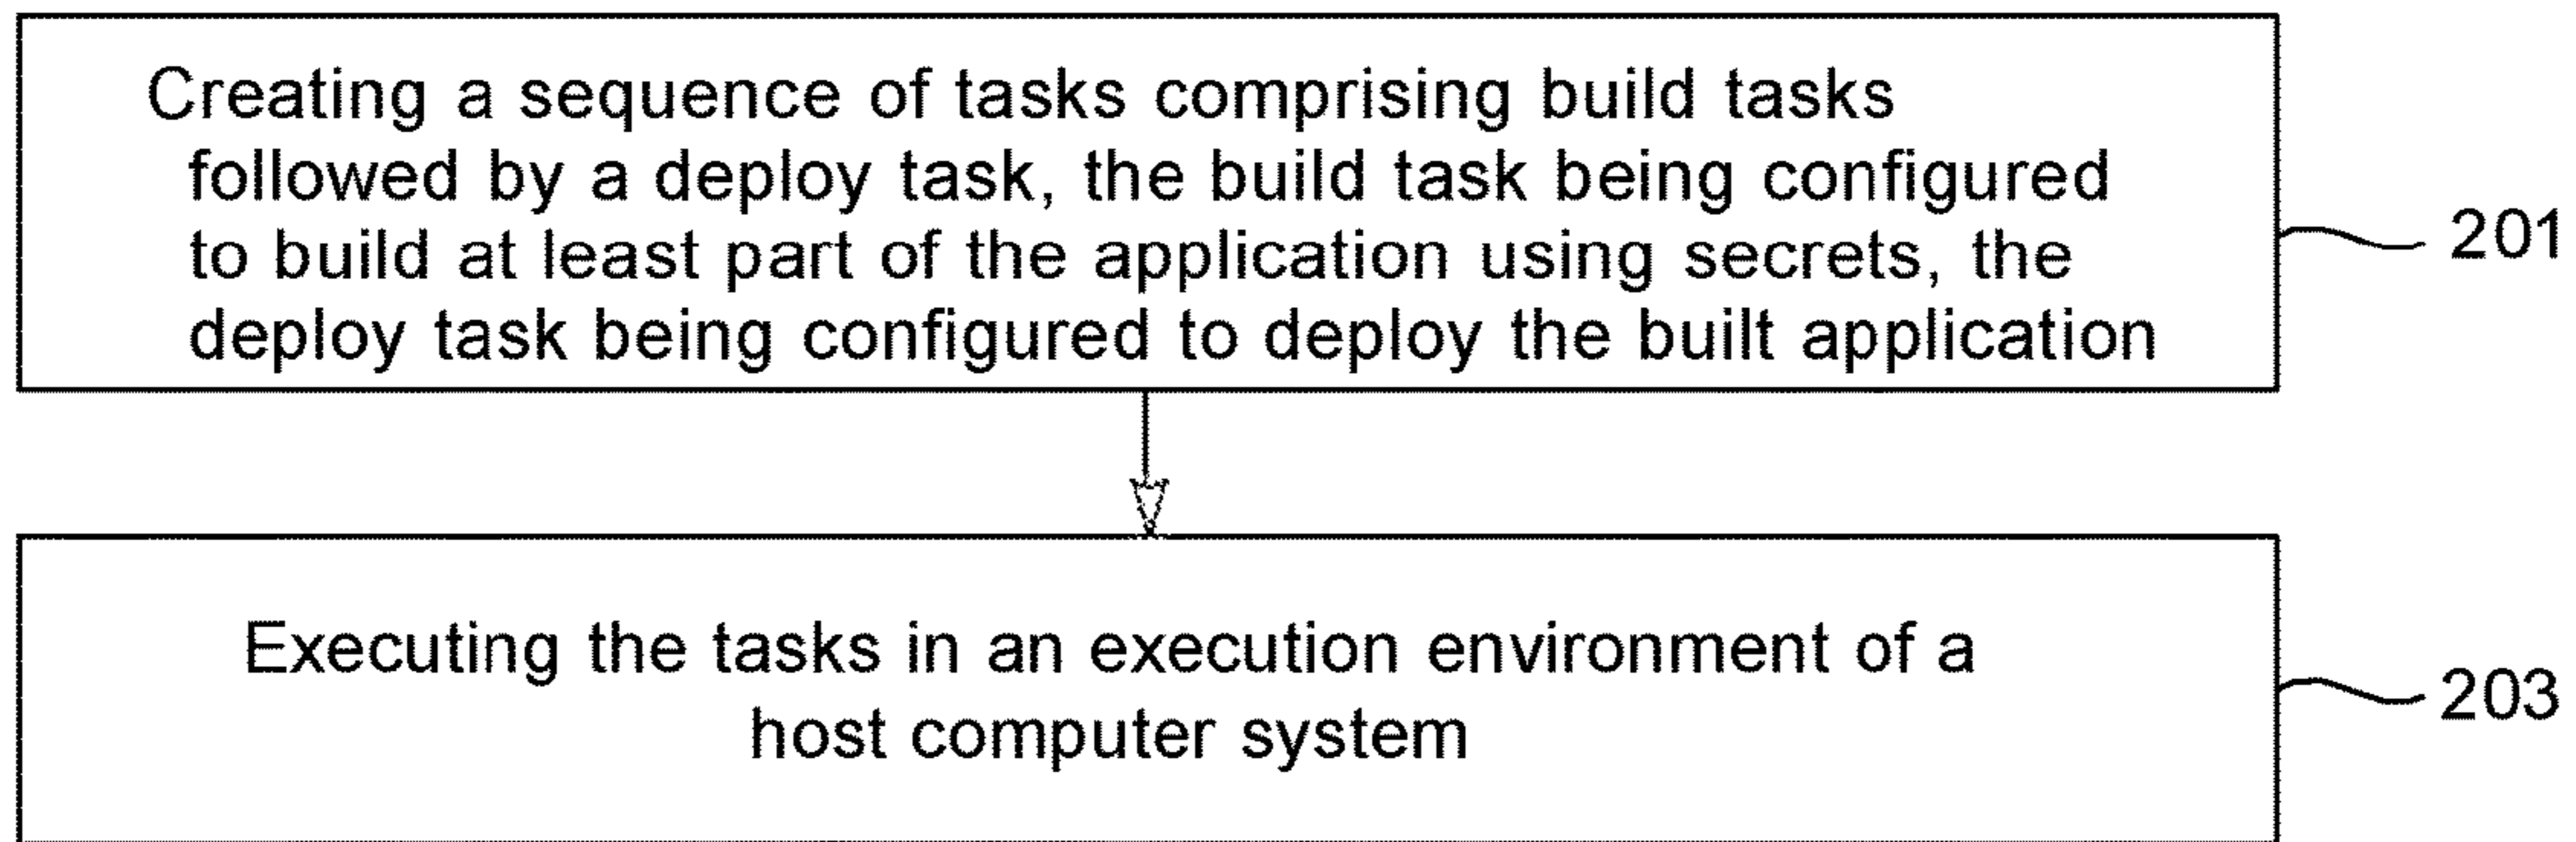 Creating a sequence of tasks comprising build tasks
followed by a deploy task, the build task being configured
to build at least part of the application using secrets, the
deploy task being configured to deploy the built application
201
Executing the tasks in an execution environment of a
host computer system
203